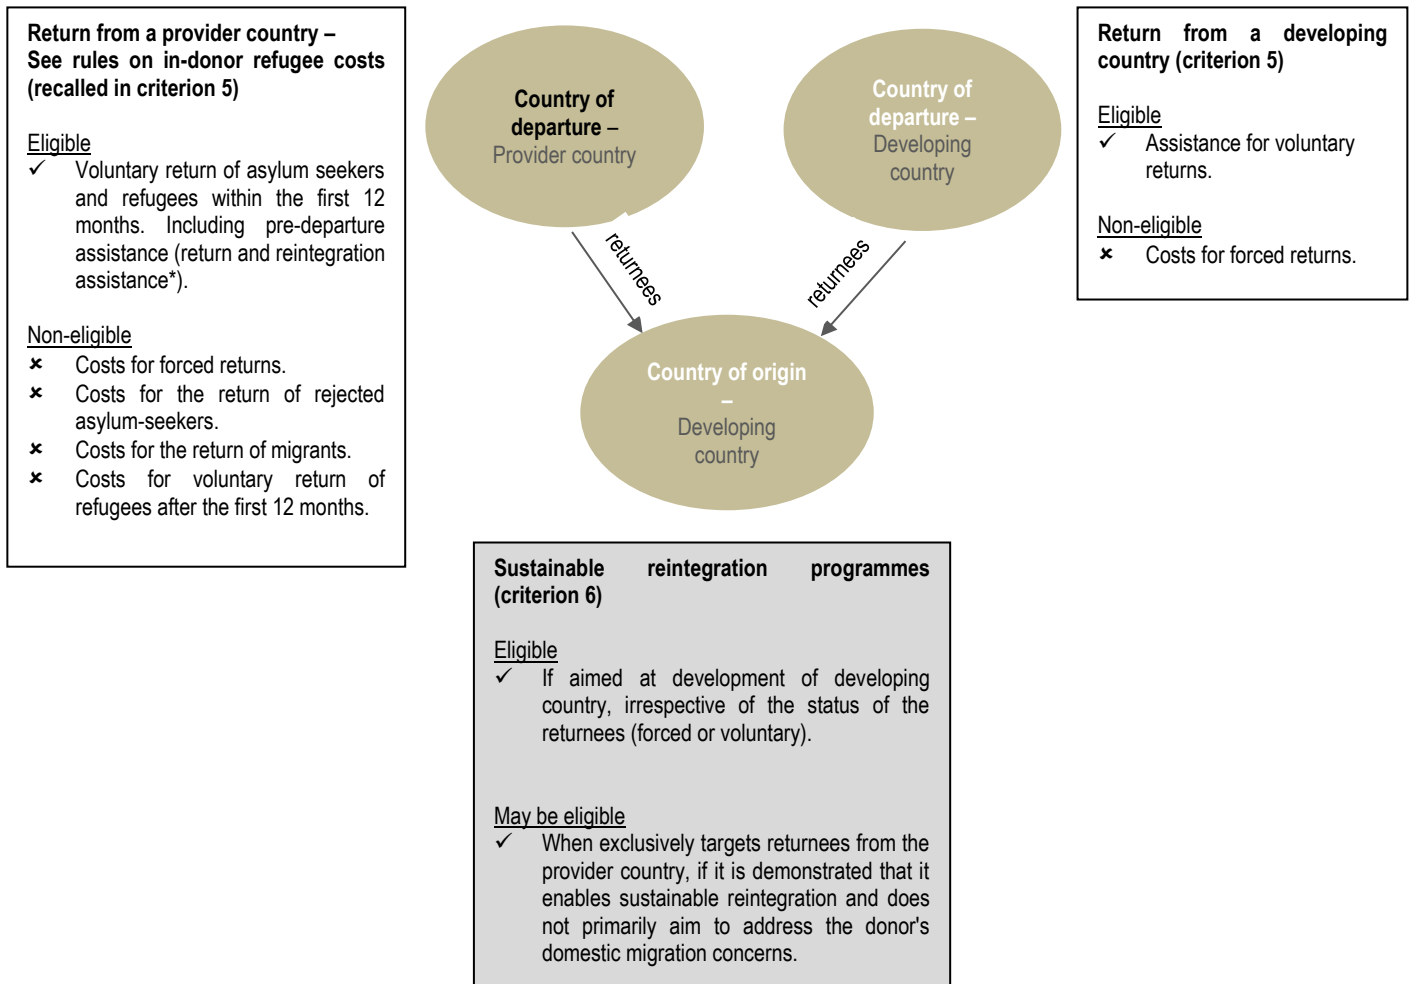 Return from a provider country –
See rules on in-donor refugee costs
(recalled in criterion 5)
Eligible
✓ Voluntary return of asylum seekers
and refugees within the first 12
months. Including pre-departure
assistance (return and reintegration
assistance*).
Non-eligible
× Costs for forced returns.
× Costs for the return of rejected
asylum-seekers.
× Costs for the return of migrants.
× Costs for voluntary return of
refugees after the first 12 months.
Country of
departure –
Provider country
Country of
departure –
Developing
country
returnees
returnees
Country of origin
–
Developing
country
Return from a developing
country (criterion 5)
Eligible
✓ Assistance for voluntary
returns.
Non-eligible
× Costs for forced returns.
Sustainable reintegration programmes
(criterion 6)
Eligible
✓ If aimed at development of developing
country, irrespective of the status of the
returnees (forced or voluntary).
May be eligible
✓ When exclusively targets returnees from the
provider country, if it is demonstrated that it
enables sustainable reintegration and does
not primarily aim to address the donor's
domestic migration concerns.